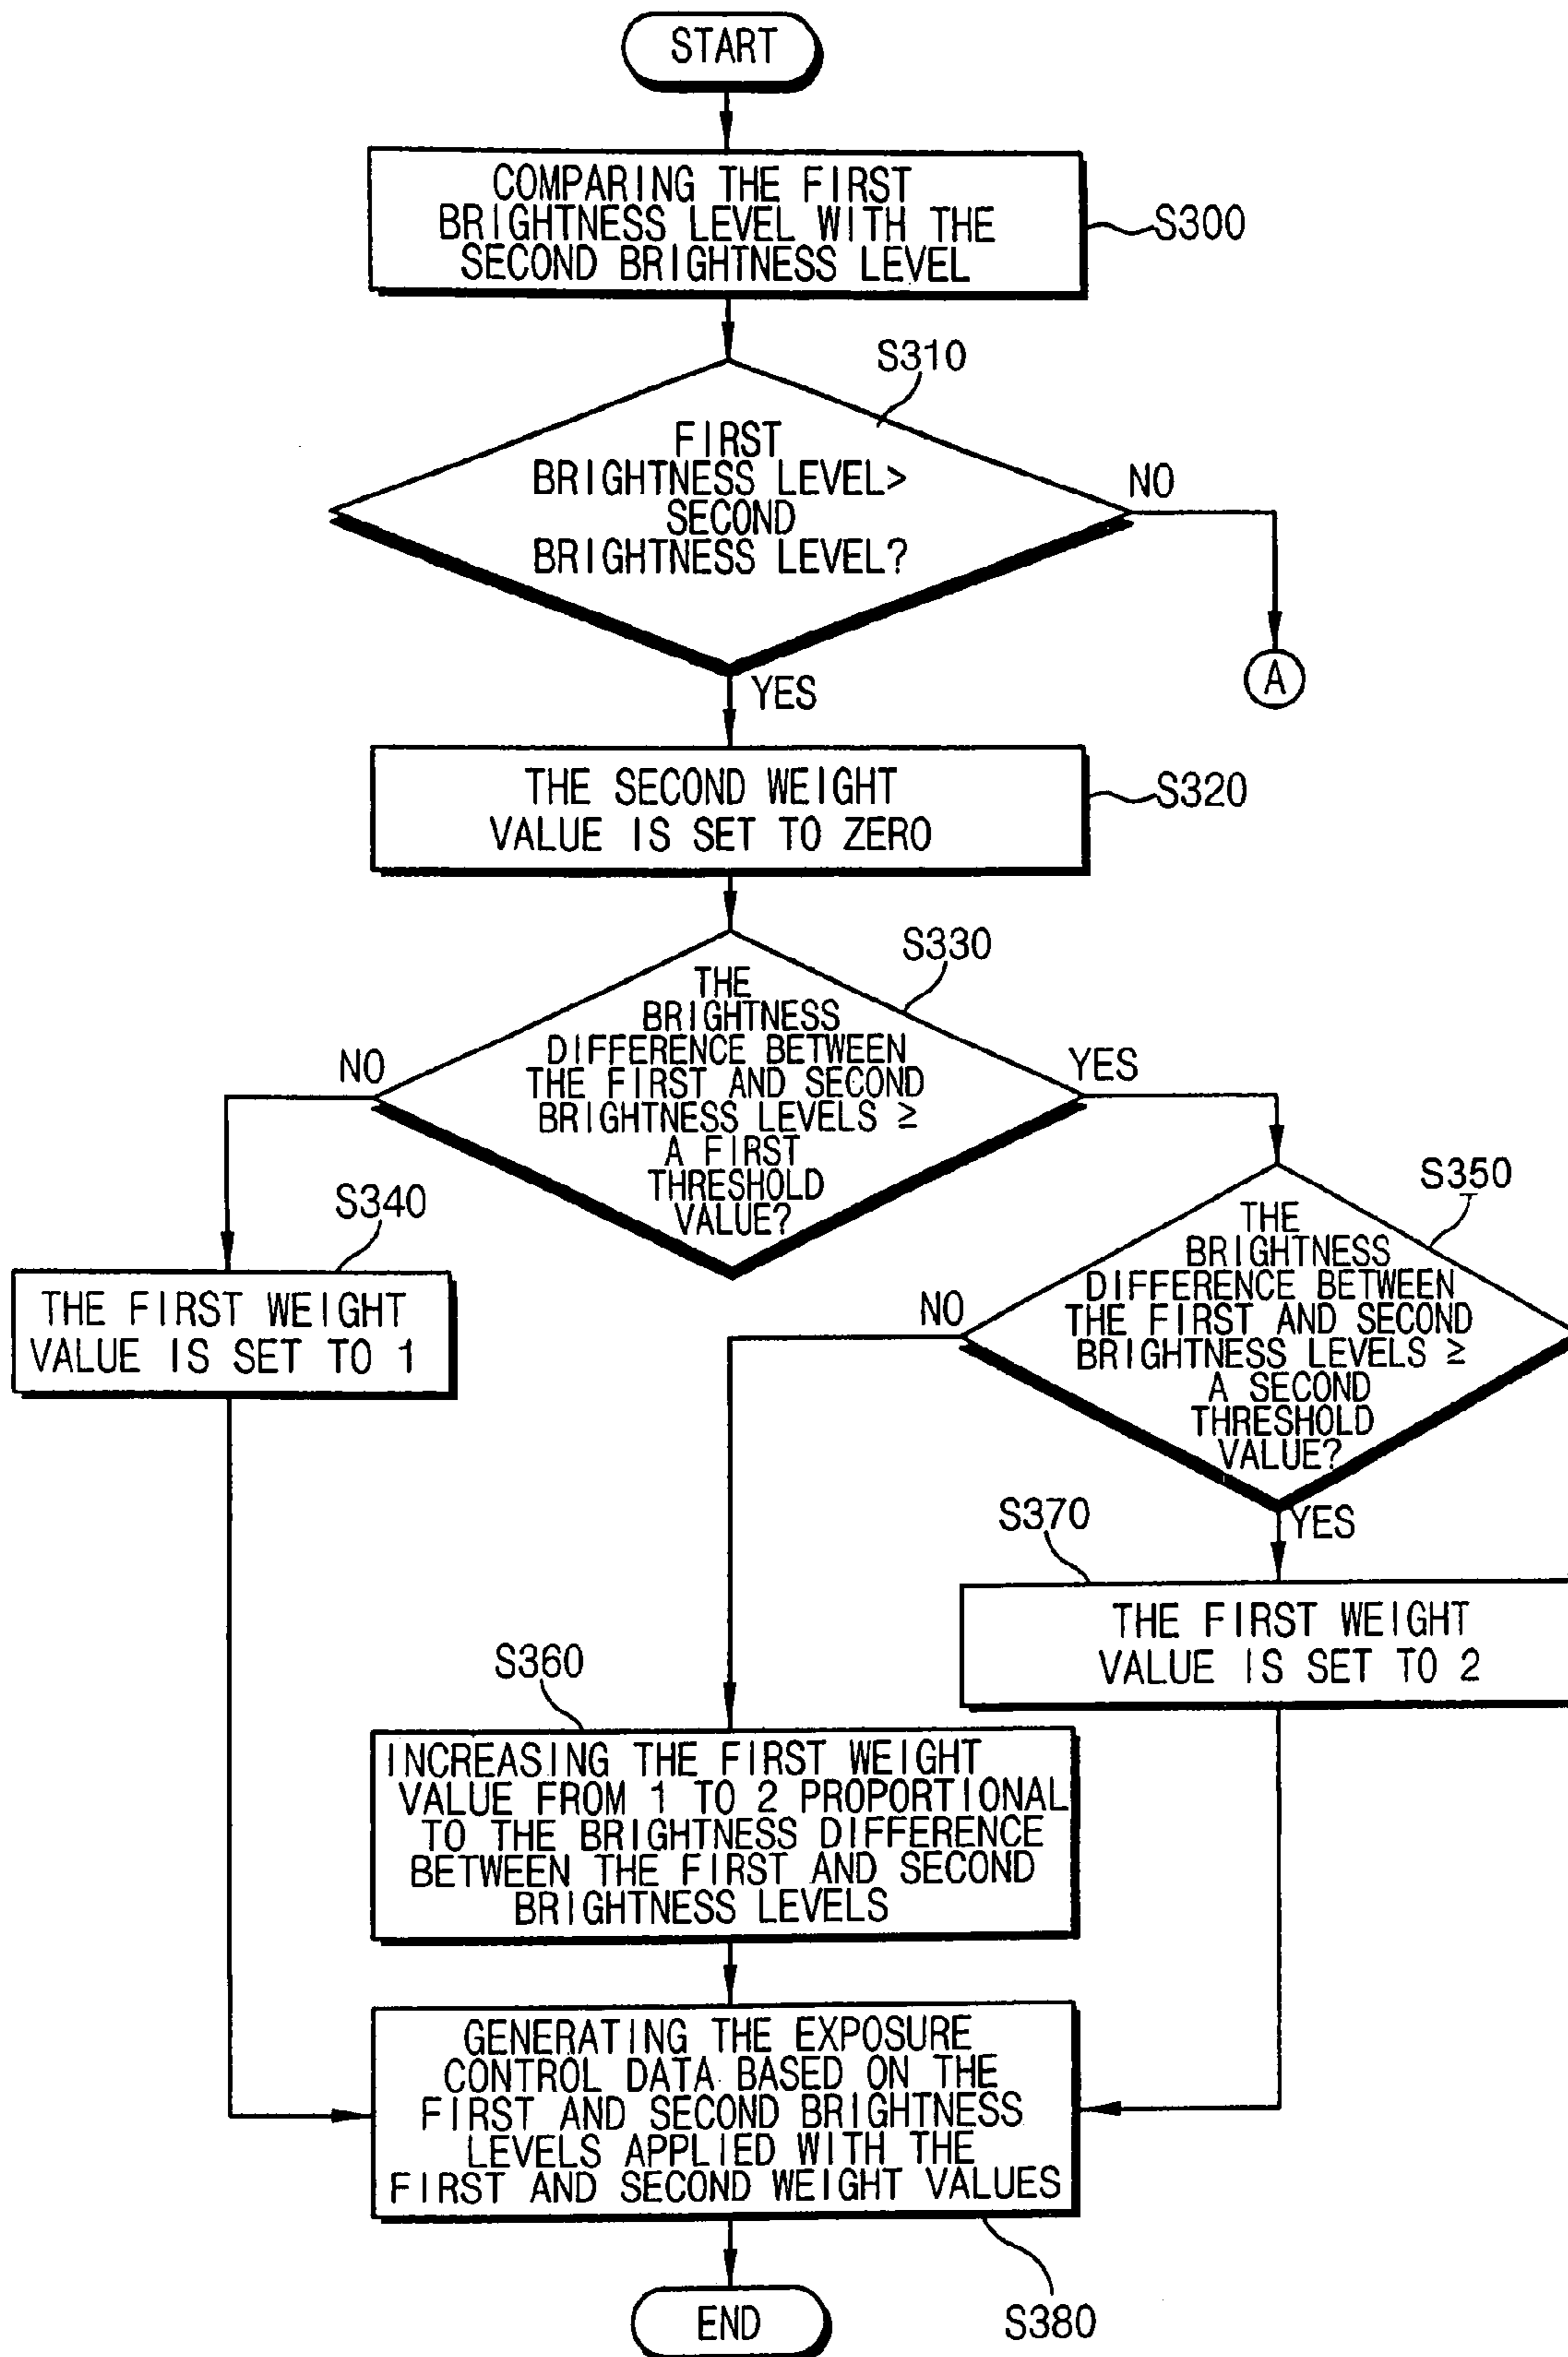 START
COMPARING THE FIRST
BRIGHTNESS LEVEL WITH THE
SECOND BRIGHTNESS LEVEL
S300
S310
FIRST
BRIGHTNESS LEVEL>
SECOND
BRIGHTNESS LEVEL?
NO
A
YES
THE SECOND WEIGHT
VALUE IS SET TO ZERO
S320
S330
THE
BRIGHTNESS
DIFFERENCE BETWEEN
THE FIRST AND SECOND
BRIGHTNESS LEVELS ≥
A FIRST
THRESHOLD
VALUE?
NO
YES
S340
THE FIRST WEIGHT
VALUE IS SET TO 1
S350
THE
BRIGHTNESS
DIFFERENCE BETWEEN
THE FIRST AND SECOND
BRIGHTNESS LEVELS ≥
A SECOND
THRESHOLD
VALUE?
NO
YES
S370
THE FIRST WEIGHT
VALUE IS SET TO 2
S360
INCREASING THE FIRST WEIGHT
VALUE FROM 1 TO 2 PROPORTIONAL
TO THE BRIGHTNESS DIFFERENCE
BETWEEN THE FIRST AND SECOND
BRIGHTNESS LEVELS
GENERATING THE EXPOSURE
CONTROL DATA BASED ON THE
FIRST AND SECOND BRIGHTNESS
LEVELS APPLIED WITH THE
FIRST AND SECOND WEIGHT VALUES
S380
END